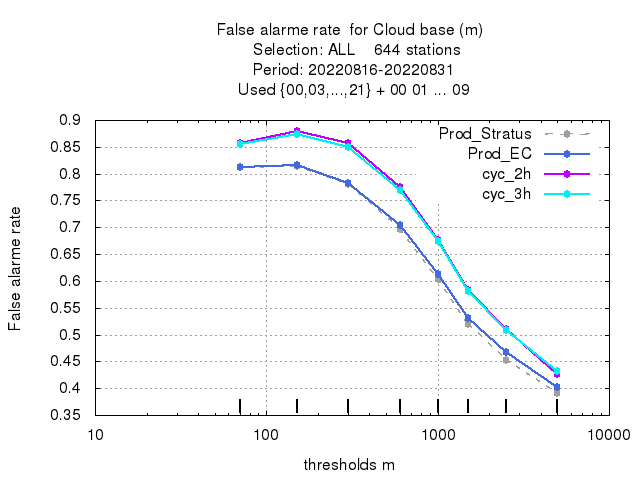 False alarme rate  for Cloud base (m)
Selection: ALL    644 stations
Period: 20220816-20220831
Used {00,03,...,21} + 00 01 ... 09
Prod_Stratus
Prod_EC
cyc_2h
cyc_3h
False alarme rate
0.9
0.85
0.8
0.75
0.7
0.65
0.6
0.55
0.5
0.45
0.4
0.35
10 100 1000 10000
thresholds m